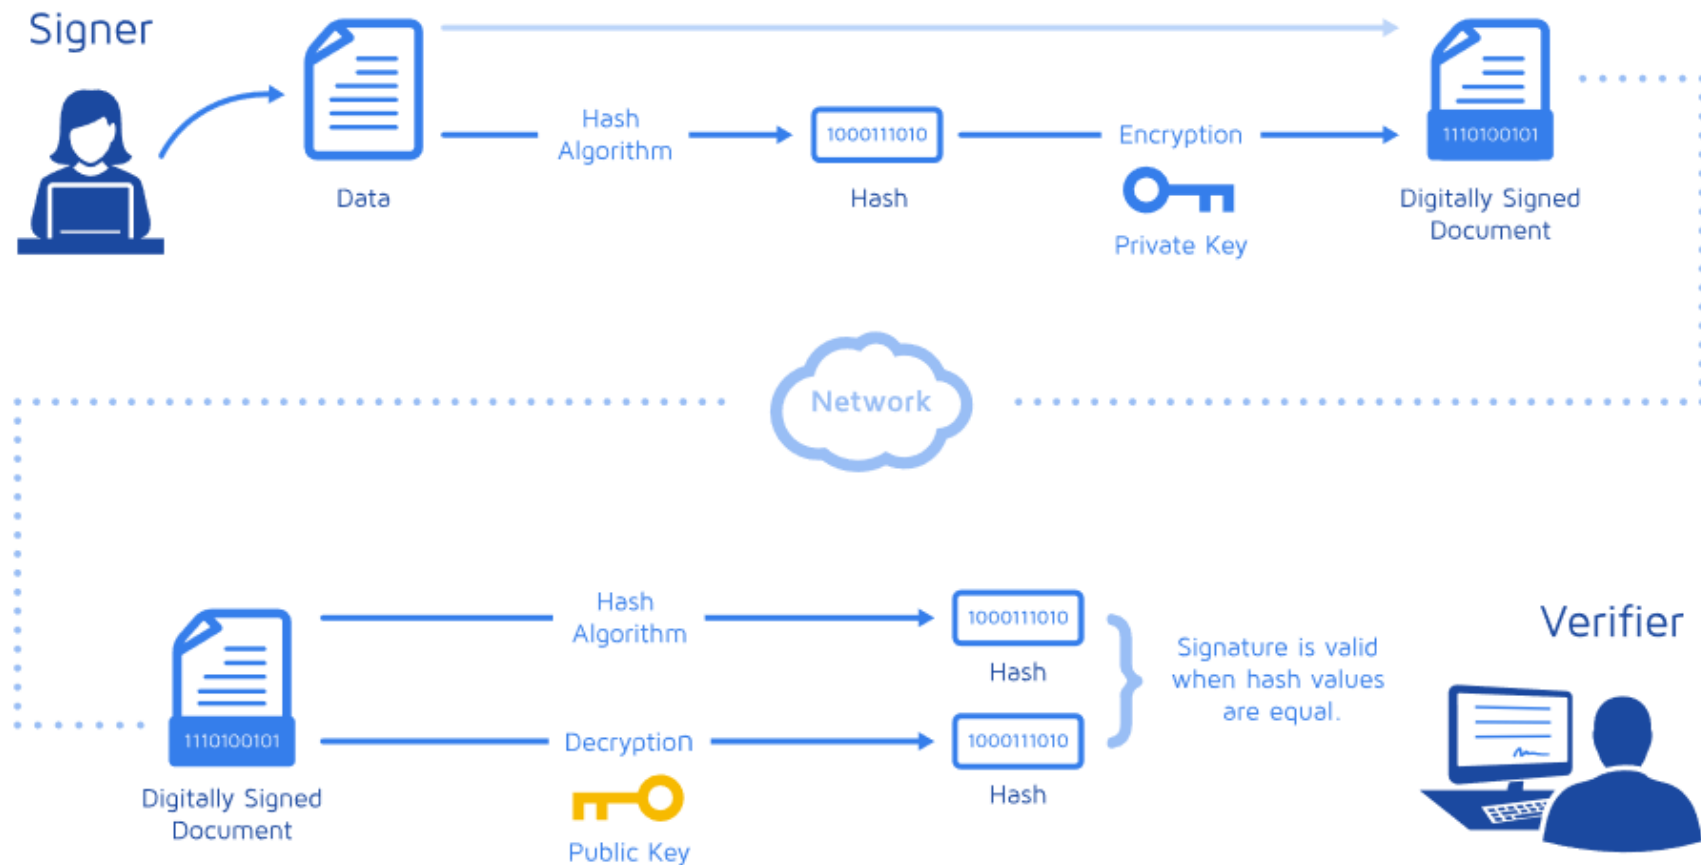 Signer
Hash
Algorithm
1000111010
Encryption
1110100101
Data
Hash
Private Key
Digitally Signed
Document
Network
Hash
Algorithm
1000111010
Hash
Signature is valid
when hash values
are equal.
Verifier
1110100101
Decryption
1000111010
Hash
Digitally Signed
Document
Public Key